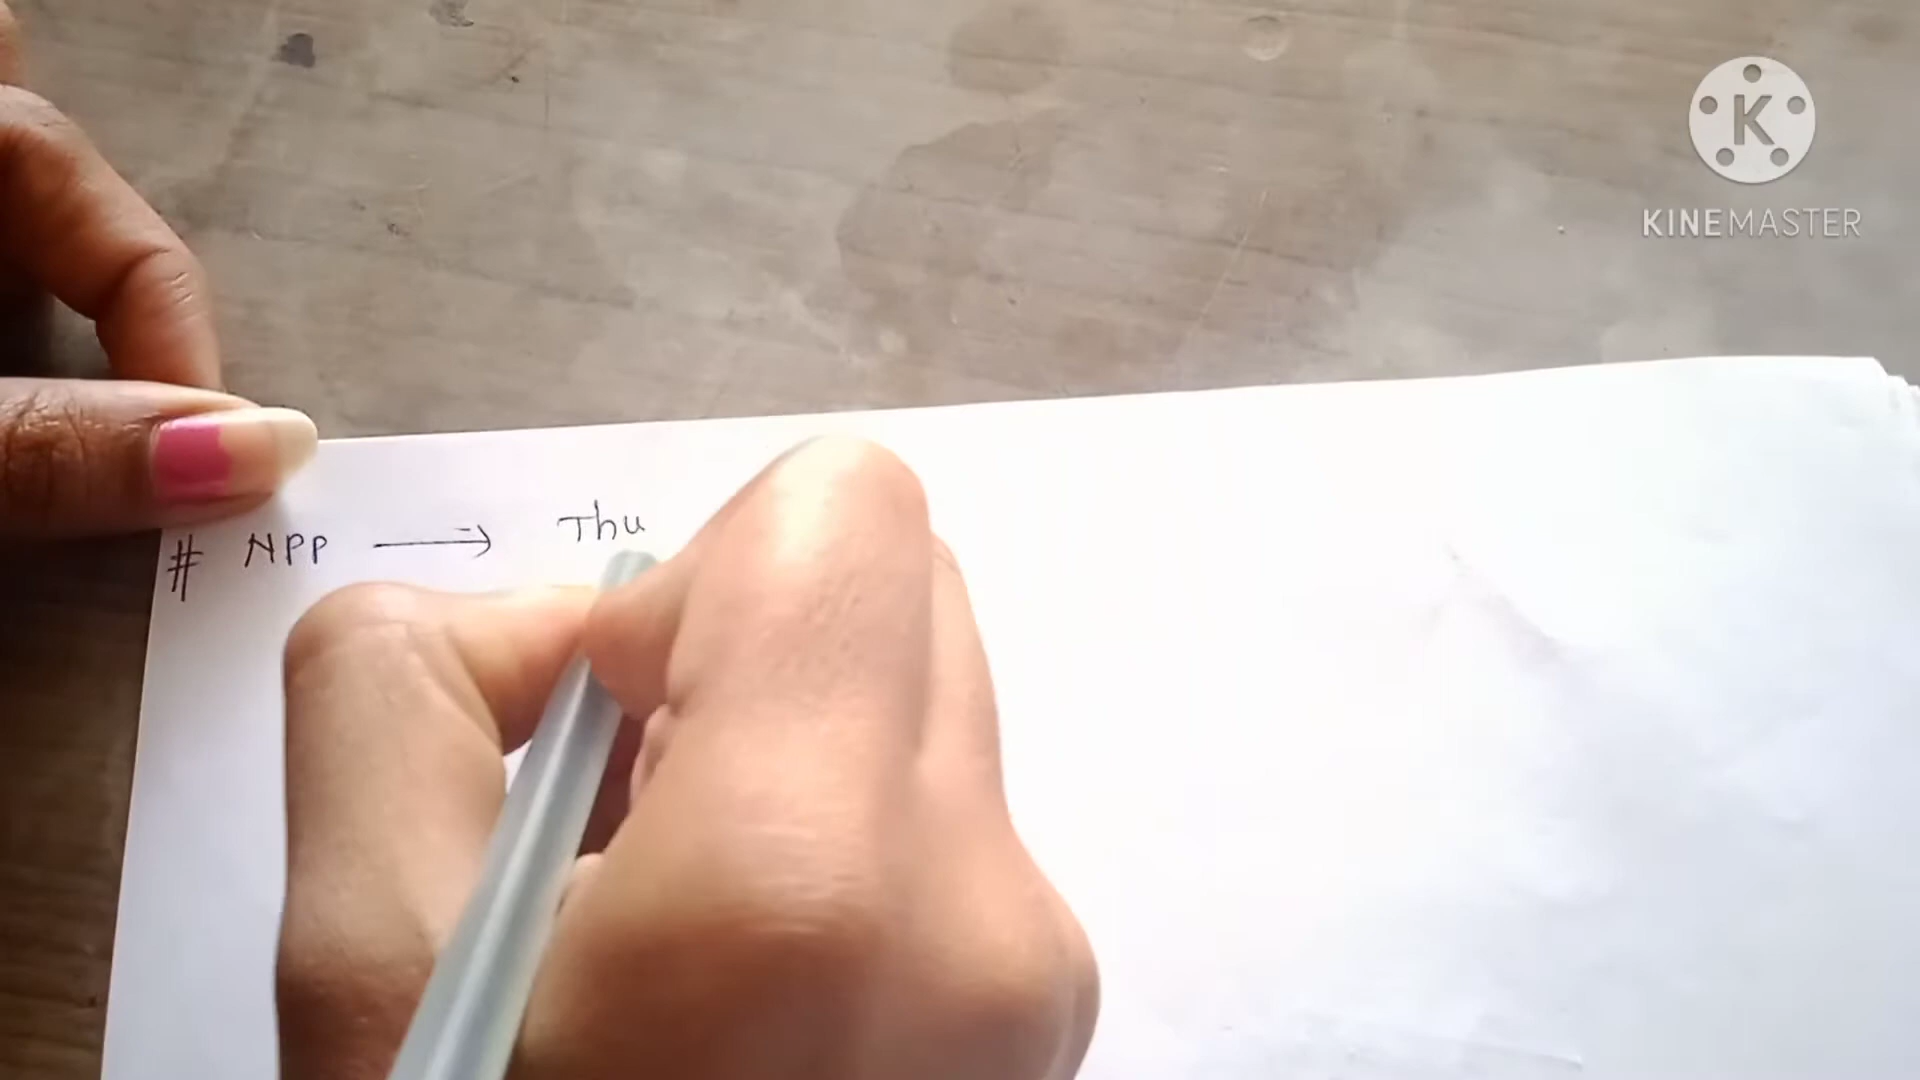 K
KINEMASTER
# NPP → Thu